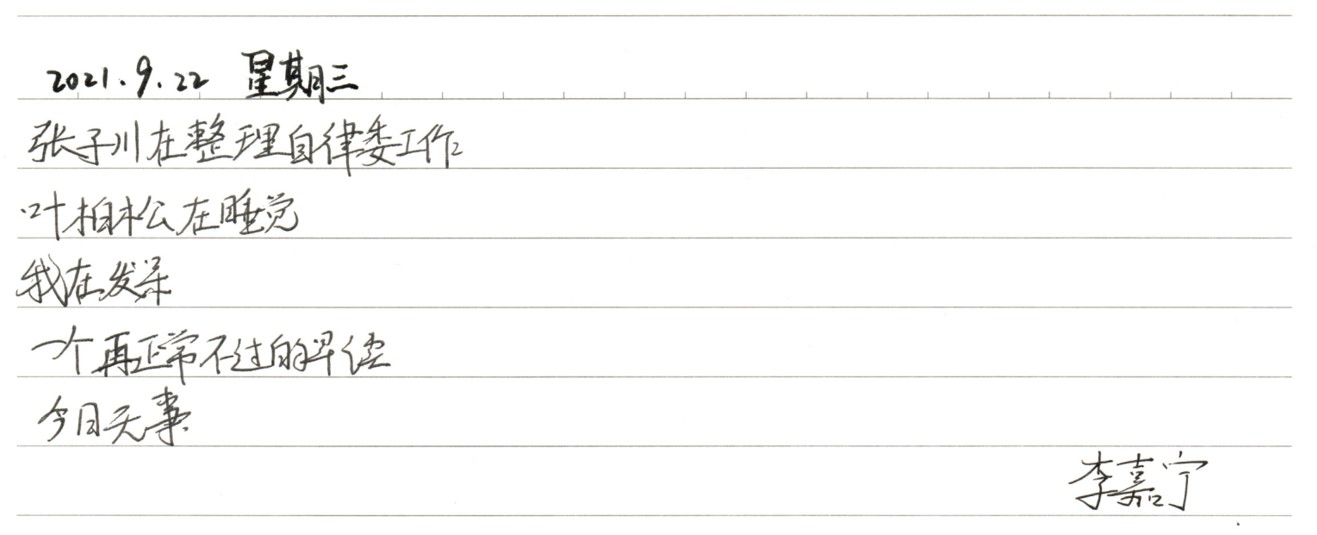 2021.9.22 星期三
张子川在整理自律委工作
叶柏松在睡觉
我在发呆
一个再正常不过的早读
今日无事
李嘉宁